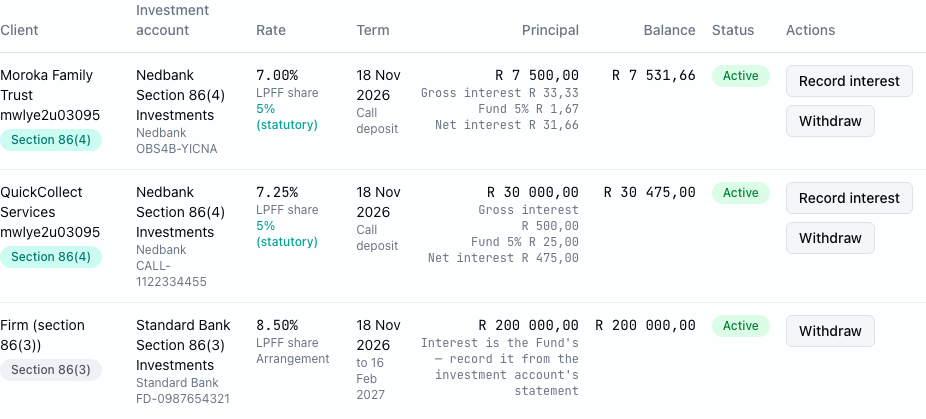 Client
Investment account
Rate
Term
Principal
Balance
Status
Actions
Moroka Family
Trust
mwlye2u03095
Section 86(4)
Nedbank
Section 86(4)
Investments
Nedbank
OBS4B-YICNA
7.00%
LPFF share
5%
(statutory)
18 Nov
2026
Call
deposit
R 7 500,00
Gross interest R 33,33
Fund 5% R 1,67
Net interest R 31,66
R 7 531,66
Active
Record interest
Withdraw
QuickCollect
Services
mwlye2u03095
Section 86(4)
Nedbank
Section 86(4)
Investments
Nedbank
CALL-
1122334455
7.25%
LPFF share
5%
(statutory)
18 Nov
2026
Call
deposit
R 30 000,00
Gross interest
R 500,00
Fund 5% R 25,00
Net interest R 475,00
R 30 475,00
Active
Record interest
Withdraw
Firm (section
86(3))
Section 86(3)
Standard Bank
Section 86(3)
Investments
Standard Bank
FD-0987654321
8.50%
LPFF share
Arrangement
18 Nov
2026
to 16
Feb
2027
R 200 000,00
Interest is the Fund's
— record it from the
investment account's
statement
R 200 000,00
Active
Withdraw